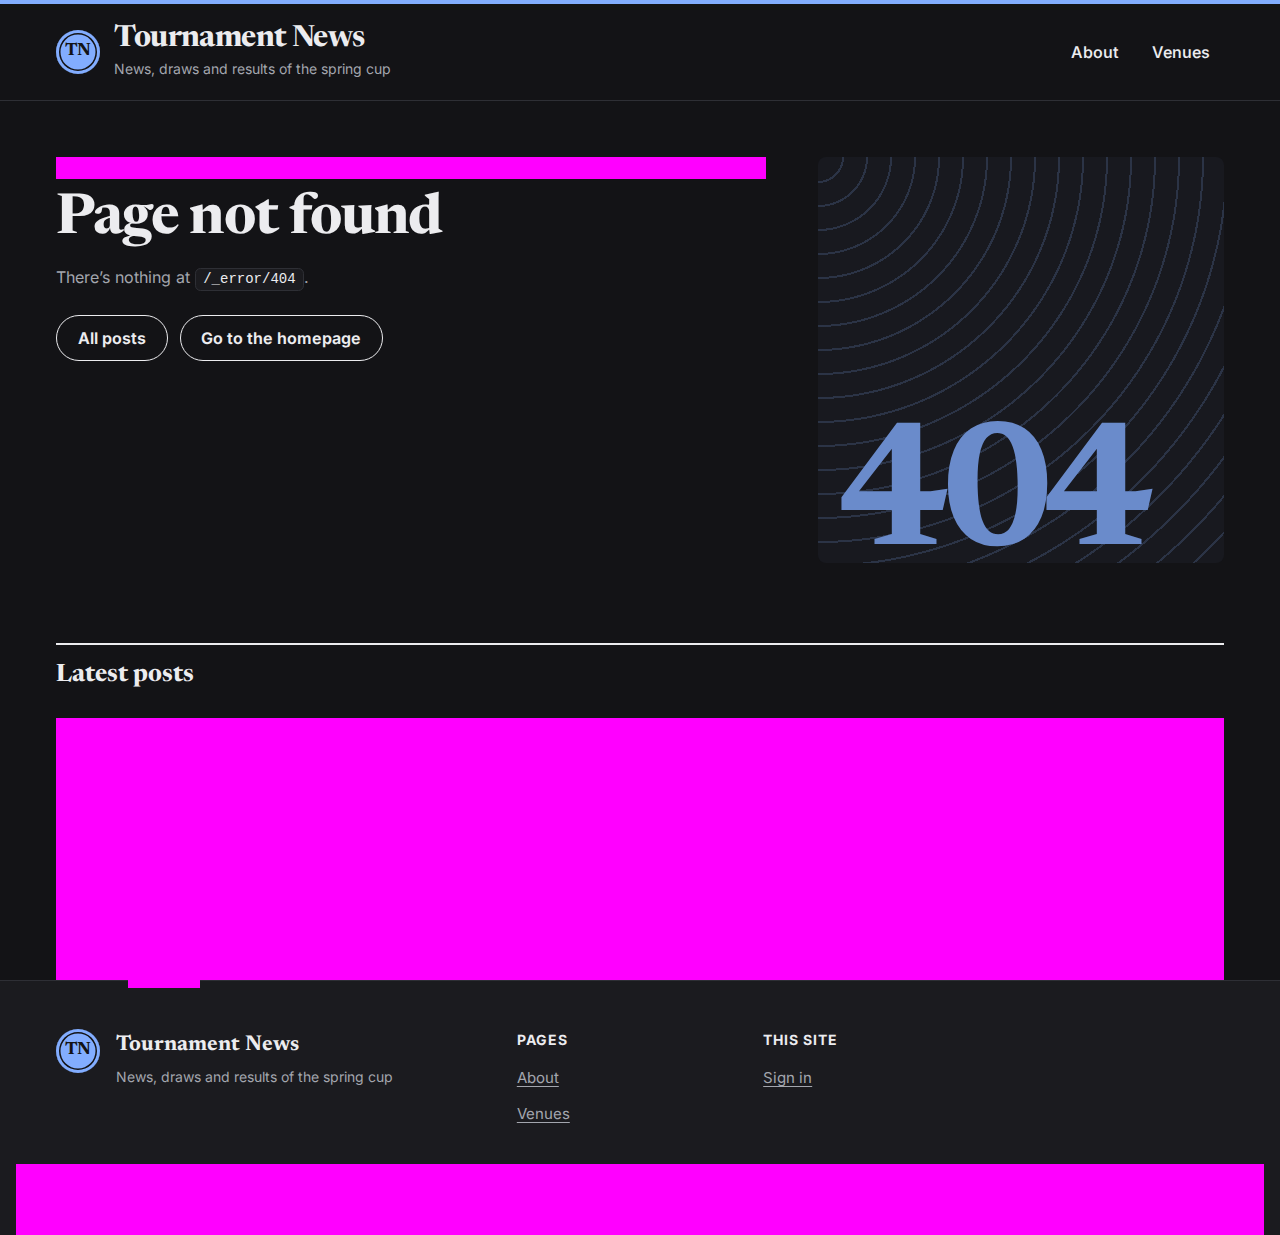 TN
Tournament News
News, draws and results of the spring cup
About
Venues
Page not found
There's nothing at /_error/404.
All posts
Go to the homepage
404
Latest posts
TN
Tournament News
News, draws and results of the spring cup
PAGES
About
Venues
THIS SITE
Sign in